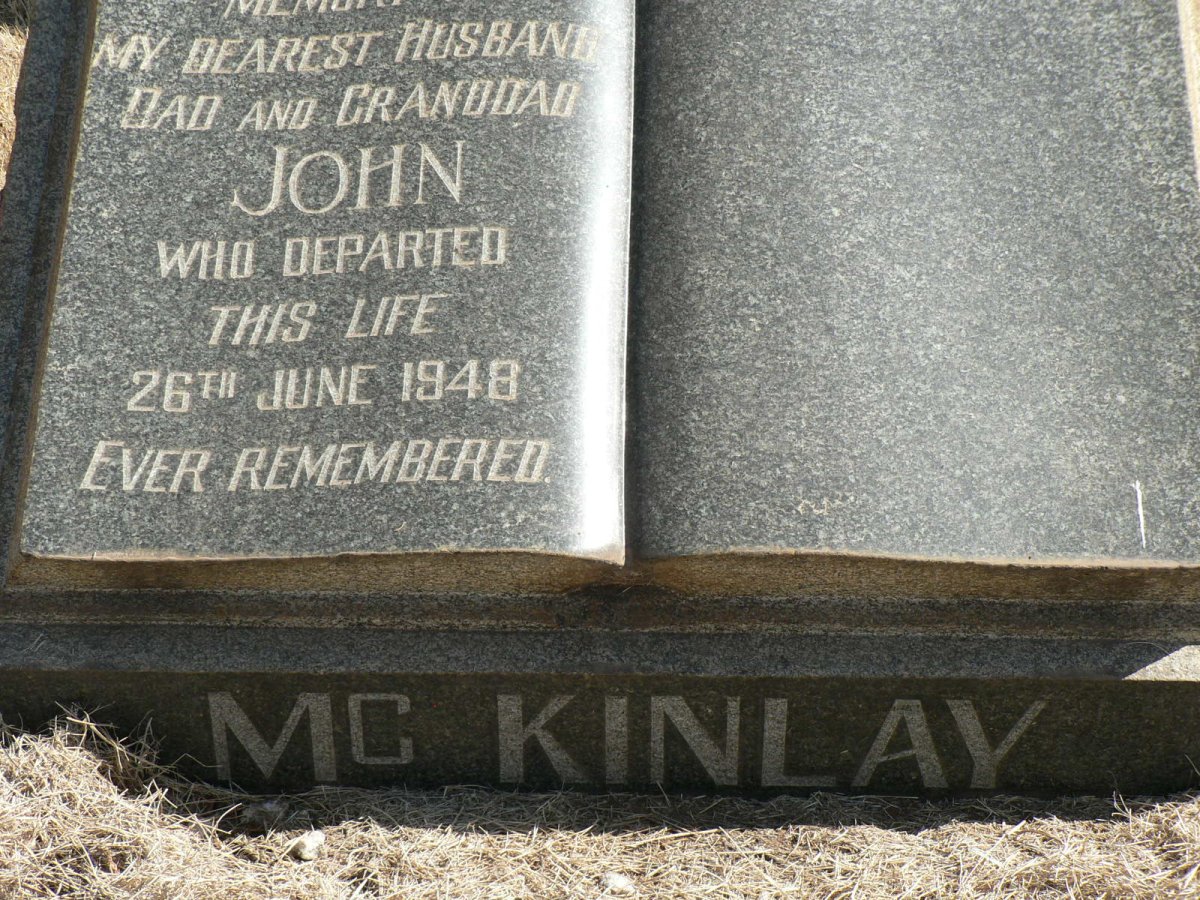 MY DEAREST HUSBAND
DAD AND GRANDDAD
JOHN
WHO DEPARTED
THIS LIFE
26TH JUNE 1948
EVER REMEMBERED.
MC KINLAY